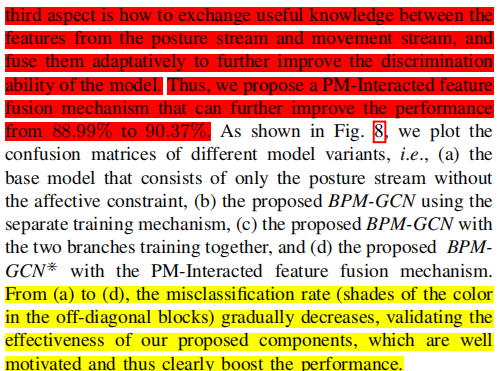 third aspect is how to exchange useful knowledge between the
features from the posture stream and movement stream, and
fuse them adaptively to further improve the discrimination
ability of the model. Thus, we propose a PM-Interacted feature
fusion mechanism that can further improve the performance
from 88.99% to 90.37%. As shown in Fig. 8, we plot the
confusion matrices of different model variants, i.e., (a) the
base model that consists of only the posture stream without
the affective constraint, (b) the proposed BPM-GCN using the
separate training mechanism, (c) the proposed BPM-GCN with
the two branches training together, and (d) the proposed BPM-
GCN※ with the PM-Interacted feature fusion mechanism.
From (a) to (d), the misclassification rate (shades of the color
in the off-diagonal blocks) gradually decreases, validating the
effectiveness of our proposed components, which are well
motivated and thus clearly boost the performance.